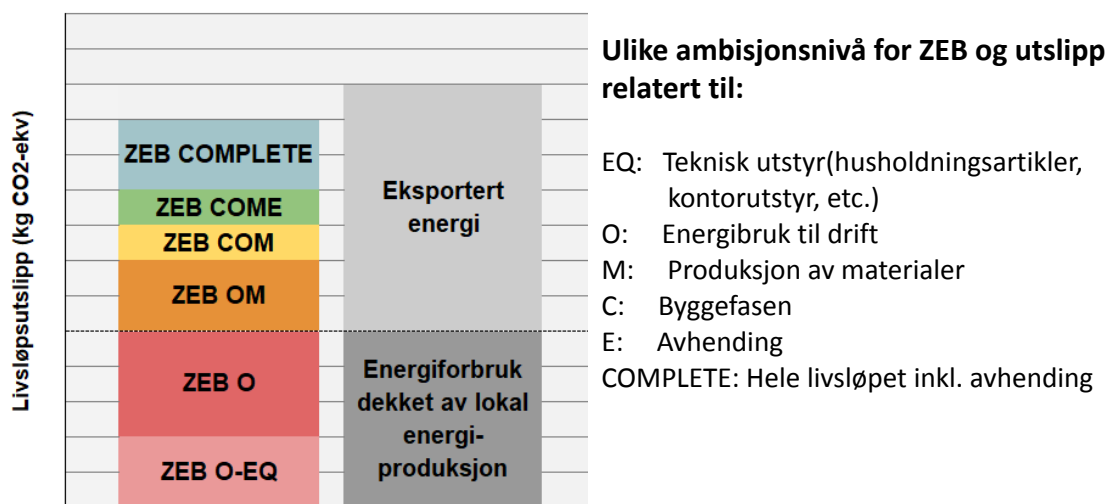 Livsløpsutslipp (kg CO2-ekv)
ZEB COMPLETE
ZEB COME
ZEB COM
ZEB OM
ZEB O
ZEB O-EQ
Eksportert
energi
Energiforbruk
dekket av lokal
energi-
produksjon
Ulike ambisjonsnivå for ZEB og utslipp
relatert til:
EQ: Teknisk utstyr(husholdningsartikler,
kontorutstyr, etc.)
O: Energibruk til drift
M: Produksjon av materialer
C: Byggefasen
E: Avhending
COMPLETE: Hele livsløpet inkl. avhending